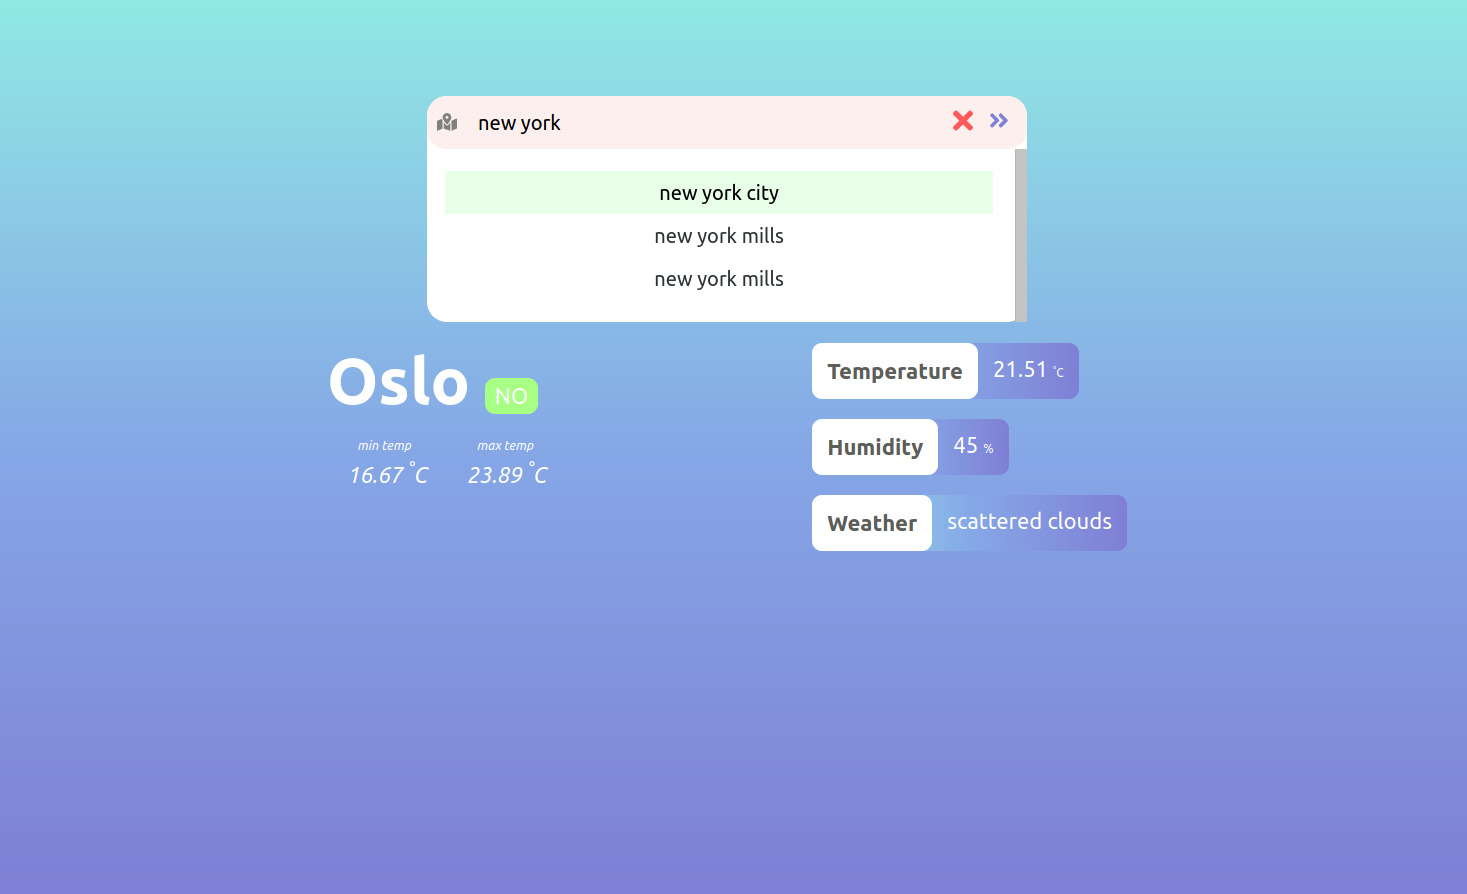 new york
new york city
new york mills
new york mills
Oslo NO
min temp max temp
16.67 °C 23.89 °C
Temperature 21.51 °C
Humidity 45 %
Weather scattered clouds